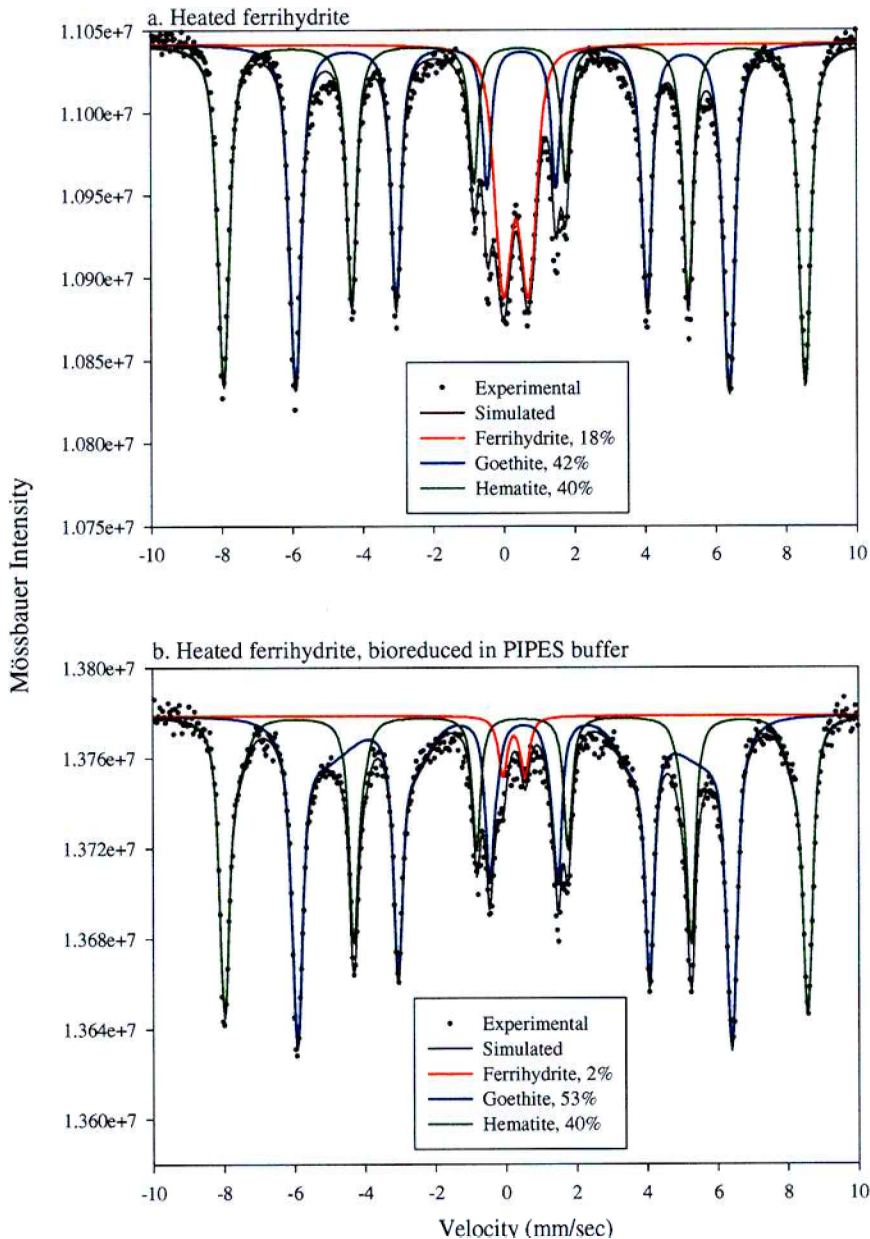 a. Heated ferrihydrite
1.105e+7
1.100e+7
1.095e+7
1.090e+7
1.085e+7
1.080e+7
1.075e+7
Experimental
Simulated
Ferrihydrite, 18%
Goethite, 42%
Hematite, 40%
-10 -8 -6 -4 -2 0 2 4 6 8 10
Mössbauer Intensity
b. Heated ferrihydrite, bioreduced in PIPES buffer
1.380e+7
1.376e+7
1.372e+7
1.368e+7
1.364e+7
1.360e+7
Experimental
Simulated
Ferrihydrite, 2%
Goethite, 53%
Hematite, 40%
-10 -8 -6 -4 -2 0 2 4 6 8 10
Velocity (mm/sec)